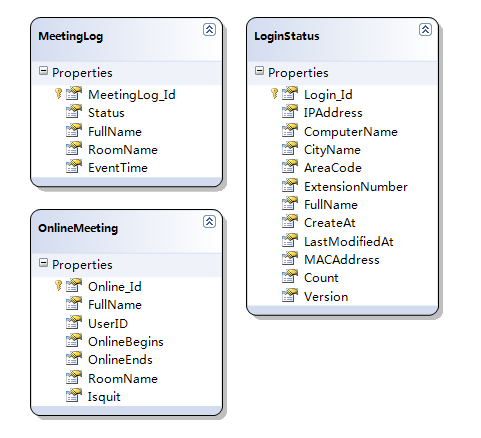 MeetingLog
Properties
MeetingLog_Id
Status
FullName
RoomName
EventTime
OnlineMeeting
Properties
Online_Id
FullName
UserID
OnlineBegins
OnlineEnds
RoomName
Isquit
LoginStatus
Properties
Login_Id
IPAddress
ComputerName
CityName
AreaCode
ExtensionNumber
FullName
CreateAt
LastModifiedAt
MACAddress
Count
Version